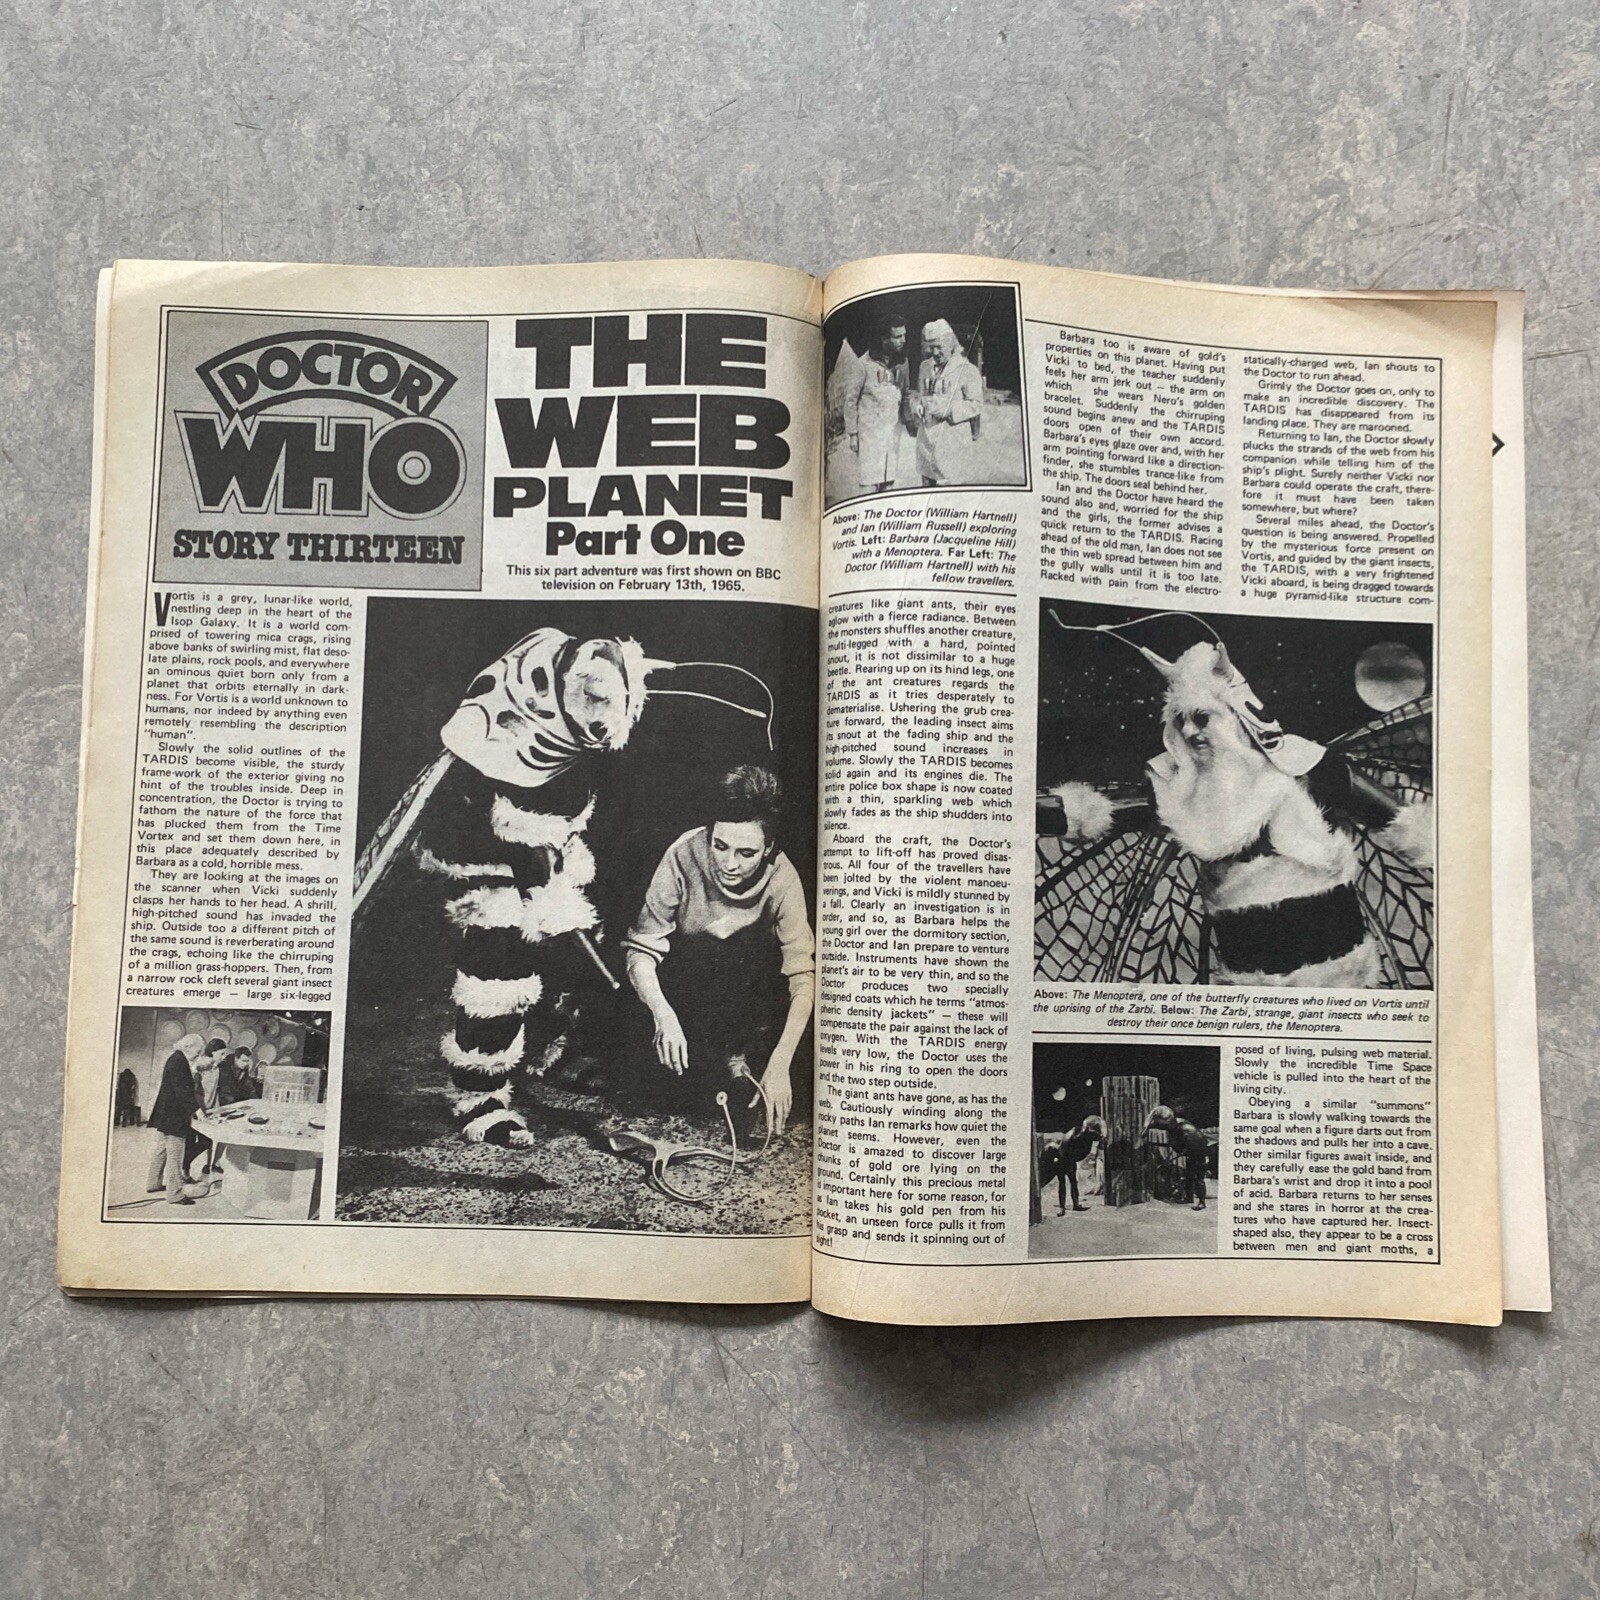 DOCTOR
WHO
STORY THIRTEEN
THE
WEB
PLANET
Part One
This six part adventure was first shown on BBC
television on February 13th, 1965.
Vortis is a grey, lunar-like world,
nestling deep in the heart of the
Isop Galaxy. It is a world com-
prised of towering mica crags, rising
above banks of swirling mist, flat deso-
late plains, rock pools, and everywhere
an ominous quiet born only from a
planet that orbits eternally in dark-
ness. For Vortis is a world unknown to
humans, nor indeed by anything even
remotely resembling the description
"human".
Slowly the solid outlines of the
TARDIS become visible, the sturdy
frame-work of the exterior giving no
hint of the troubles inside. Deep in
concentration, the Doctor is trying to
fathom the nature of the force that
has plucked them from the Time
Vortex and set them down here, in
this place adequately described by
Barbara as a cold, horrible mess.
They are looking at the images on
the scanner when Vicki suddenly
clasps her hands to her head. A shrill,
high-pitched sound has invaded the
ship. Outside too a different pitch of
the same sound is reverberating around
the crags, echoing like the chirruping
of a million grass-hoppers. Then, from
a narrow rock cleft several giant insect
creatures emerge — large six-legged
Above: The Doctor (William Hartnell)
and Ian (William Russell) exploring
Vortis. Left: Barbara (Jacqueline Hill)
with a Menoptera. Far Left: The
Doctor (William Hartnell) with his
fellow travellers.
creatures like giant ants, their eyes
aglow with a fierce radiance. Between
the monsters shuffles another creature,
multi-legged with a hard, pointed
snout, it is not dissimilar to a huge
beetle. Rearing up on its hind legs, one
of the ant creatures regards the
TARDIS as it tries desperately to
dematerialise. Ushering the grub crea-
ture forward, the leading insect aims
its snout at the fading ship and the
high-pitched sound increases in
volume. Slowly the TARDIS becomes
solid again and its engines die. The
entire police box shape is now coated
with a thin, sparkling web which
slowly fades as the ship shudders into
silence.
Aboard the craft, the Doctor's
attempt to lift-off has proved disas-
trous. All four of the travellers have
been jolted by the violent manoeu-
verings, and Vicki is mildly stunned by
a fall. Clearly an investigation is in
order, and so, as Barbara helps the
young girl over the dormitory section,
the Doctor and Ian prepare to venture
outside. Instruments have shown the
planet's air to be very thin, and so the
Doctor produces two specially
designed coats which he terms "atmos-
pheric density jackets" — these will
compensate the pair against the lack of
oxygen. With the TARDIS energy
levels very low, the Doctor uses the
power in his ring to open the doors
and the two step outside.
The giant ants have gone, as has the
web. Cautiously winding along the
rocky paths Ian remarks how quiet the
planet seems. However, even the
Doctor is amazed to discover large
chunks of gold ore lying on the
ground. Certainly this precious metal
is important here for some reason, for
as Ian takes his gold pen from his
pocket, an unseen force pulls it from
his grasp and sends it spinning out of
sight!
Barbara too is aware of gold's
properties on this planet. Having put
Vicki to bed, the teacher suddenly
feels her arm jerk out — the arm on
which she wears Nero's golden
bracelet. Suddenly the chirruping
sound begins anew and the TARDIS
doors open of their own accord.
Barbara's eyes glaze over and, with her
arm pointing forward like a direction-
finder, she stumbles trance-like from
the ship. The doors seal behind her.
Ian and the Doctor have heard the
sound also and, worried for the ship
and the girls, the former advises a
quick return to the TARDIS. Racing
ahead of the old man, Ian does not see
the thin web spread between him and
the gully walls until it is too late.
Racked with pain from the electro-
statically-charged web, Ian shouts to
the Doctor to run ahead.
Grimly the Doctor goes on, only to
make an incredible discovery. The
TARDIS has disappeared from its
landing place. They are marooned.
Returning to Ian, the Doctor slowly
plucks the strands of the web from his
companion while telling him of the
ship's plight. Surely neither Vicki nor
Barbara could operate the craft, there-
fore it must have been taken
somewhere, but where?
Several miles ahead, the Doctor's
question is being answered. Propelled
by the mysterious force present on
Vortis, and guided by the giant insects,
the TARDIS, with a very frightened
Vicki aboard, is being dragged towards
a huge pyramid-like structure com-
Above: The Menoptera, one of the butterfly creatures who lived on Vortis until
the uprising of the Zarbi. Below: The Zarbi, strange, giant insects who seek to
destroy their once benign rulers, the Menoptera.
posed of living, pulsing web material.
Slowly the incredible Time Space
vehicle is pulled into the heart of the
living city.
Obeying a similar "summons"
Barbara is slowly walking towards the
same goal when a figure darts out from
the shadows and pulls her into a cave.
Other similar figures await inside, and
they carefully ease the gold band from
Barbara's wrist and drop it into a pool
of acid. Barbara returns to her senses
and she stares in horror at the crea-
tures who have captured her. Insect-
shaped also, they appear to be a cross
between men and giant moths, a